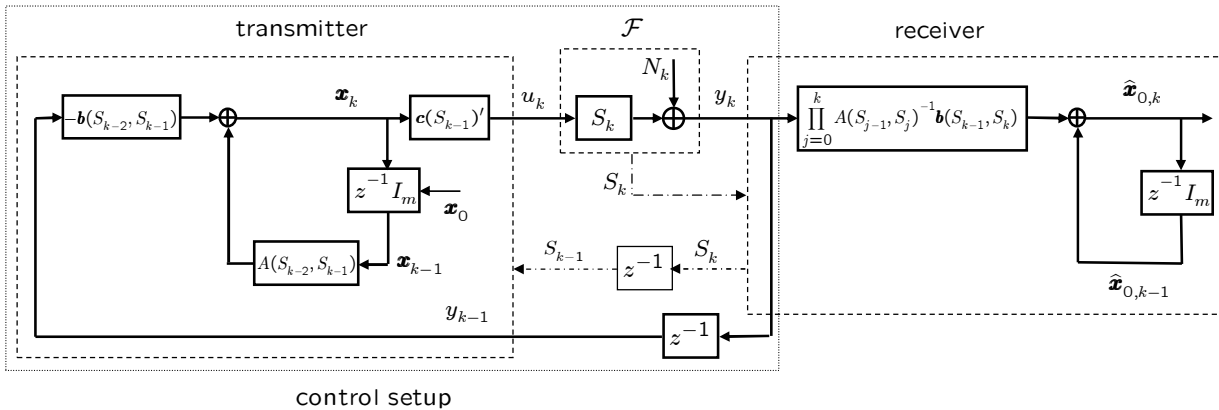 transmitter
𝓕
receiver
−𝒃(S_{k−2}, S_{k−1})
𝒙_k
𝒄(S_{k−1})′
u_k
S_k
N_k
y_k
∏_{j=0}^{k} A(S_{j−1}, S_j)^{−1} 𝒃(S_{k−1}, S_k)
𝒙̂_{0,k}
z^{−1} I_m
𝒙_0
S_k
z^{−1} I_m
A(S_{k−2}, S_{k−1})
𝒙_{k−1}
S_{k−1}
z^{−1}
S_k
𝒙̂_{0,k−1}
y_{k−1}
z^{−1}
control setup